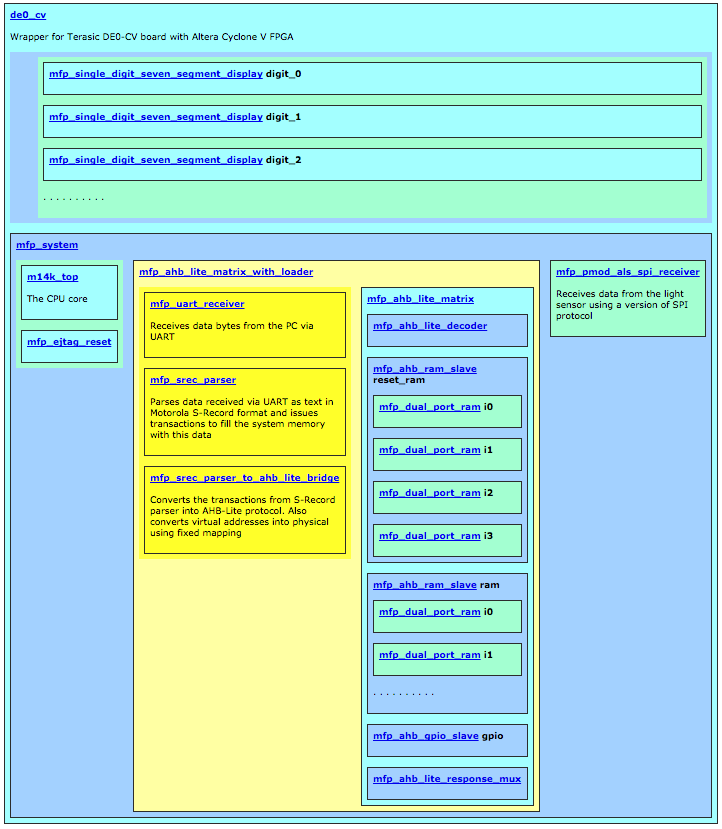 de0_cv
Wrapper for Terasic DE0-CV board with Altera Cyclone V FPGA
mfp_single_digit_seven_segment_display digit_0
mfp_single_digit_seven_segment_display digit_1
mfp_single_digit_seven_segment_display digit_2
. . . . . . . . . .
mfp_system
m14k_top
The CPU core
mfp_ejtag_reset
mfp_ahb_lite_matrix_with_loader
mfp_uart_receiver
Receives data bytes from the PC via
UART
mfp_srec_parser
Parses data received via UART as text in
Motorola S-Record format and issues
transactions to fill the system memory
with this data
mfp_srec_parser_to_ahb_lite_bridge
Converts the transactions from S-Record
parser into AHB-Lite protocol. Also
converts virtual addresses into physical
using fixed mapping
mfp_ahb_lite_matrix
mfp_ahb_lite_decoder
mfp_ahb_ram_slave
reset_ram
mfp_dual_port_ram i0
mfp_dual_port_ram i1
mfp_dual_port_ram i2
mfp_dual_port_ram i3
mfp_ahb_ram_slave ram
mfp_dual_port_ram i0
mfp_dual_port_ram i1
. . . . . . . . . .
mfp_ahb_gpio_slave gpio
mfp_ahb_lite_response_mux
mfp_pmod_als_spi_receiver
Receives data from the light
sensor using a version of SPI
protocol